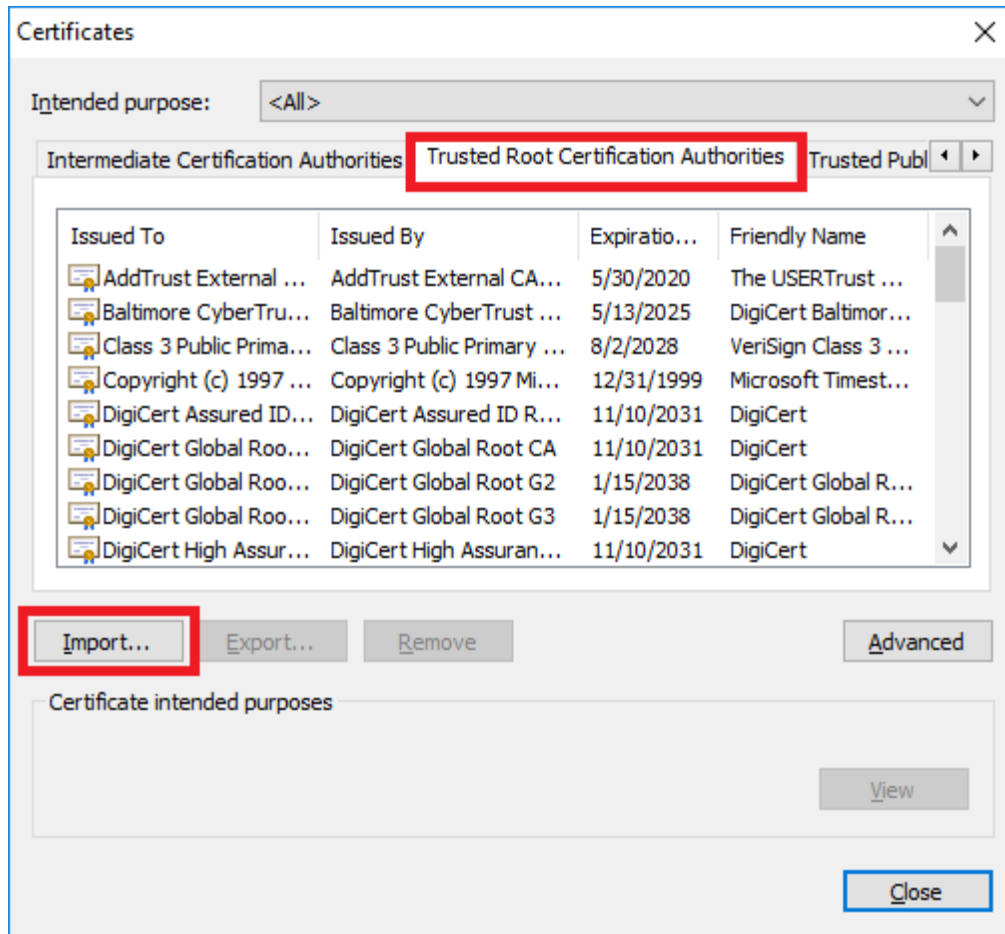 Certificates
Intended purpose: <All>
Intermediate Certification Authorities Trusted Root Certification Authorities Trusted Publ
Issued To Issued By Expiratio... Friendly Name
AddTrust External ... AddTrust External CA... 5/30/2020 The USERTrust ...
Baltimore CyberTru... Baltimore CyberTrust ... 5/13/2025 DigiCert Baltimor...
Class 3 Public Prima... Class 3 Public Primary ... 8/2/2028 VeriSign Class 3 ...
Copyright (c) 1997 ... Copyright (c) 1997 Mi... 12/31/1999 Microsoft Timest...
DigiCert Assured ID... DigiCert Assured ID R... 11/10/2031 DigiCert
DigiCert Global Roo... DigiCert Global Root CA 11/10/2031 DigiCert
DigiCert Global Roo... DigiCert Global Root G2 1/15/2038 DigiCert Global R...
DigiCert Global Roo... DigiCert Global Root G3 1/15/2038 DigiCert Global R...
DigiCert High Assur... DigiCert High Assuran... 11/10/2031 DigiCert
Import... Export... Remove Advanced
Certificate intended purposes
View
Close